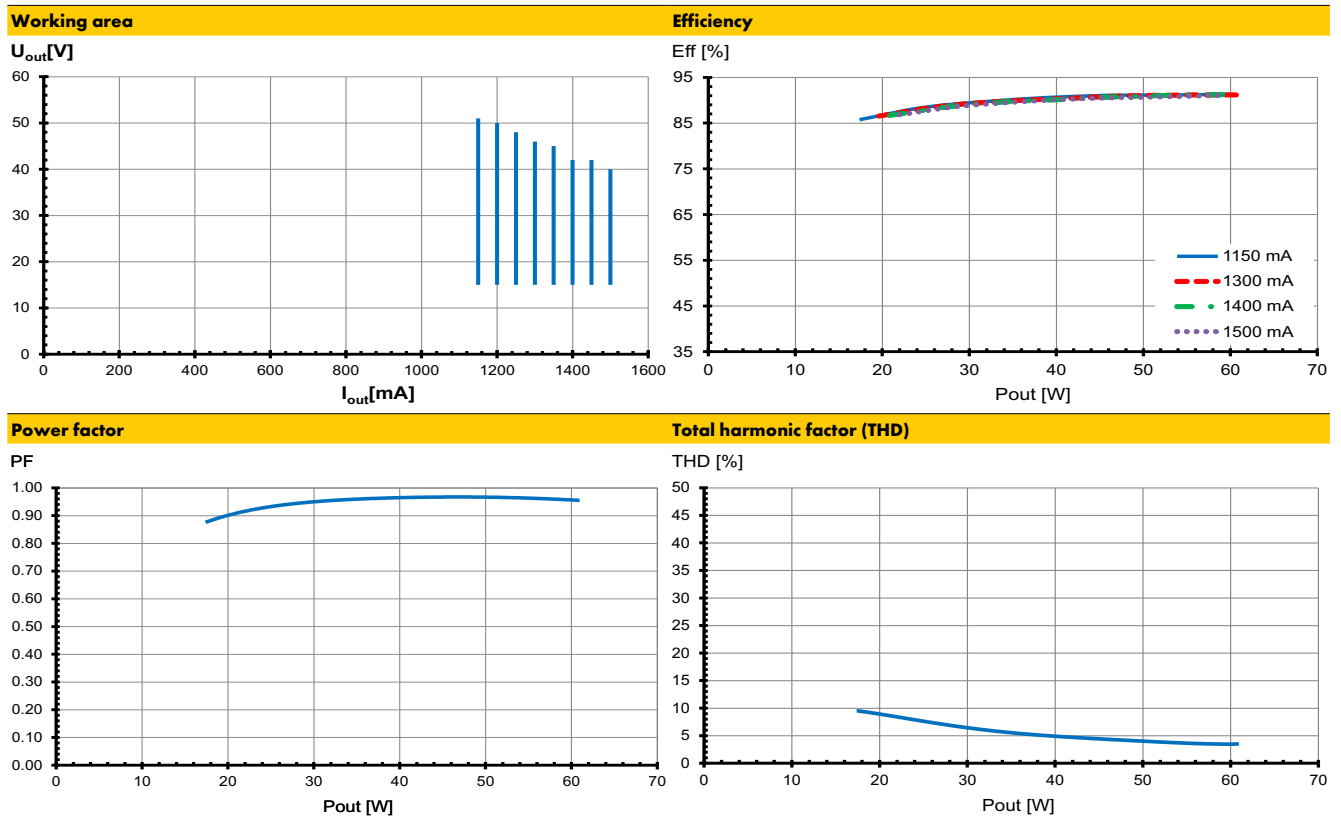 Working area
U_out[V]
60
50
40
30
20
10
0
0 200 400 600 800 1000 1200 1400 1600
I_out[mA]
Efficiency
Eff [%]
95
85
75
65
55
45
35
0 10 20 30 40 50 60 70
Pout [W]
1150 mA
1300 mA
1400 mA
1500 mA
Power factor
PF
1.00
0.90
0.80
0.70
0.60
0.50
0.40
0.30
0.20
0.10
0.00
0 10 20 30 40 50 60 70
Pout [W]
Total harmonic factor (THD)
THD [%]
50
45
40
35
30
25
20
15
10
5
0
0 10 20 30 40 50 60 70
Pout [W]